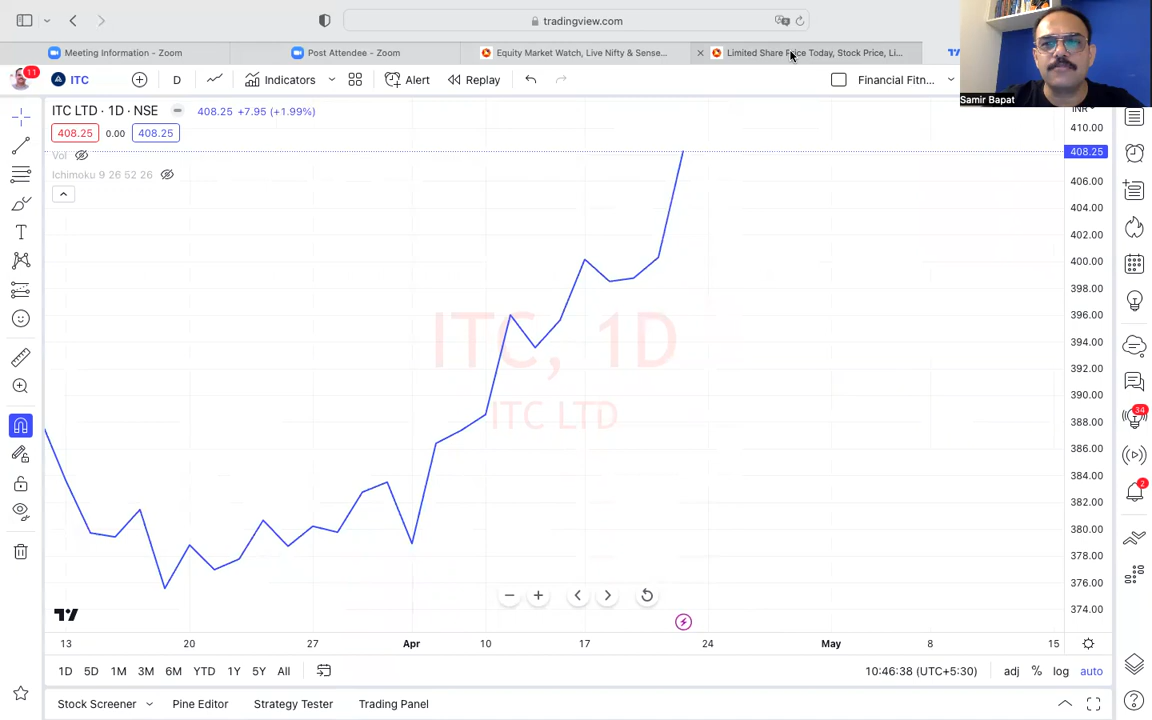 tradingview.com
Meeting Information - Zoom
Post Attendee - Zoom
Equity Market Watch, Live Nifty & Sense...
Limited Share Price Today, Stock Price, Li...
11
ITC
D
Indicators
Alert
Replay
Financial Fitn...
Samir Bapat
ITC LTD · 1D · NSE
408.25 +7.95 (+1.99%)
408.25
0.00
408.25
Vol
Ichimoku 9 26 52 26
ITC, 1D
ITC LTD
INR
410.00
408.25
406.00
404.00
402.00
400.00
398.00
396.00
394.00
392.00
390.00
388.00
386.00
384.00
382.00
380.00
378.00
376.00
374.00
34
2
13
20
27
Apr
10
17
24
May
8
15
1D
5D
1M
3M
6M
YTD
1Y
5Y
All
10:46:38 (UTC+5:30)
adj
%
log
auto
Stock Screener
Pine Editor
Strategy Tester
Trading Panel